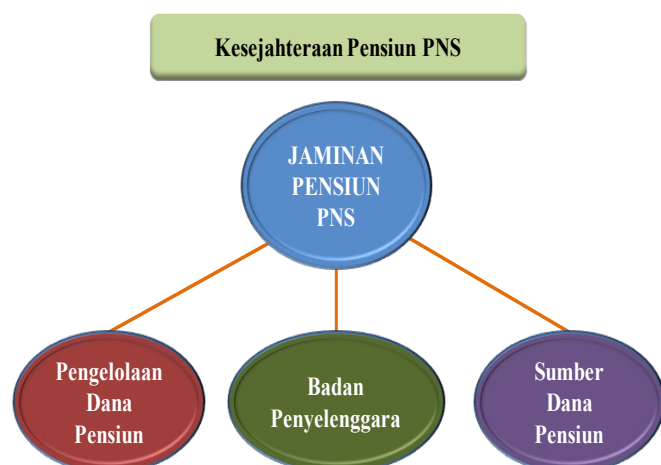 Kesejahteraan Pensiun PNS
JAMINAN
PENSIUN
PNS
Pengelolaan
Dana
Pensiun
Badan
Penyelenggara
Sumber
Dana
Pensiun